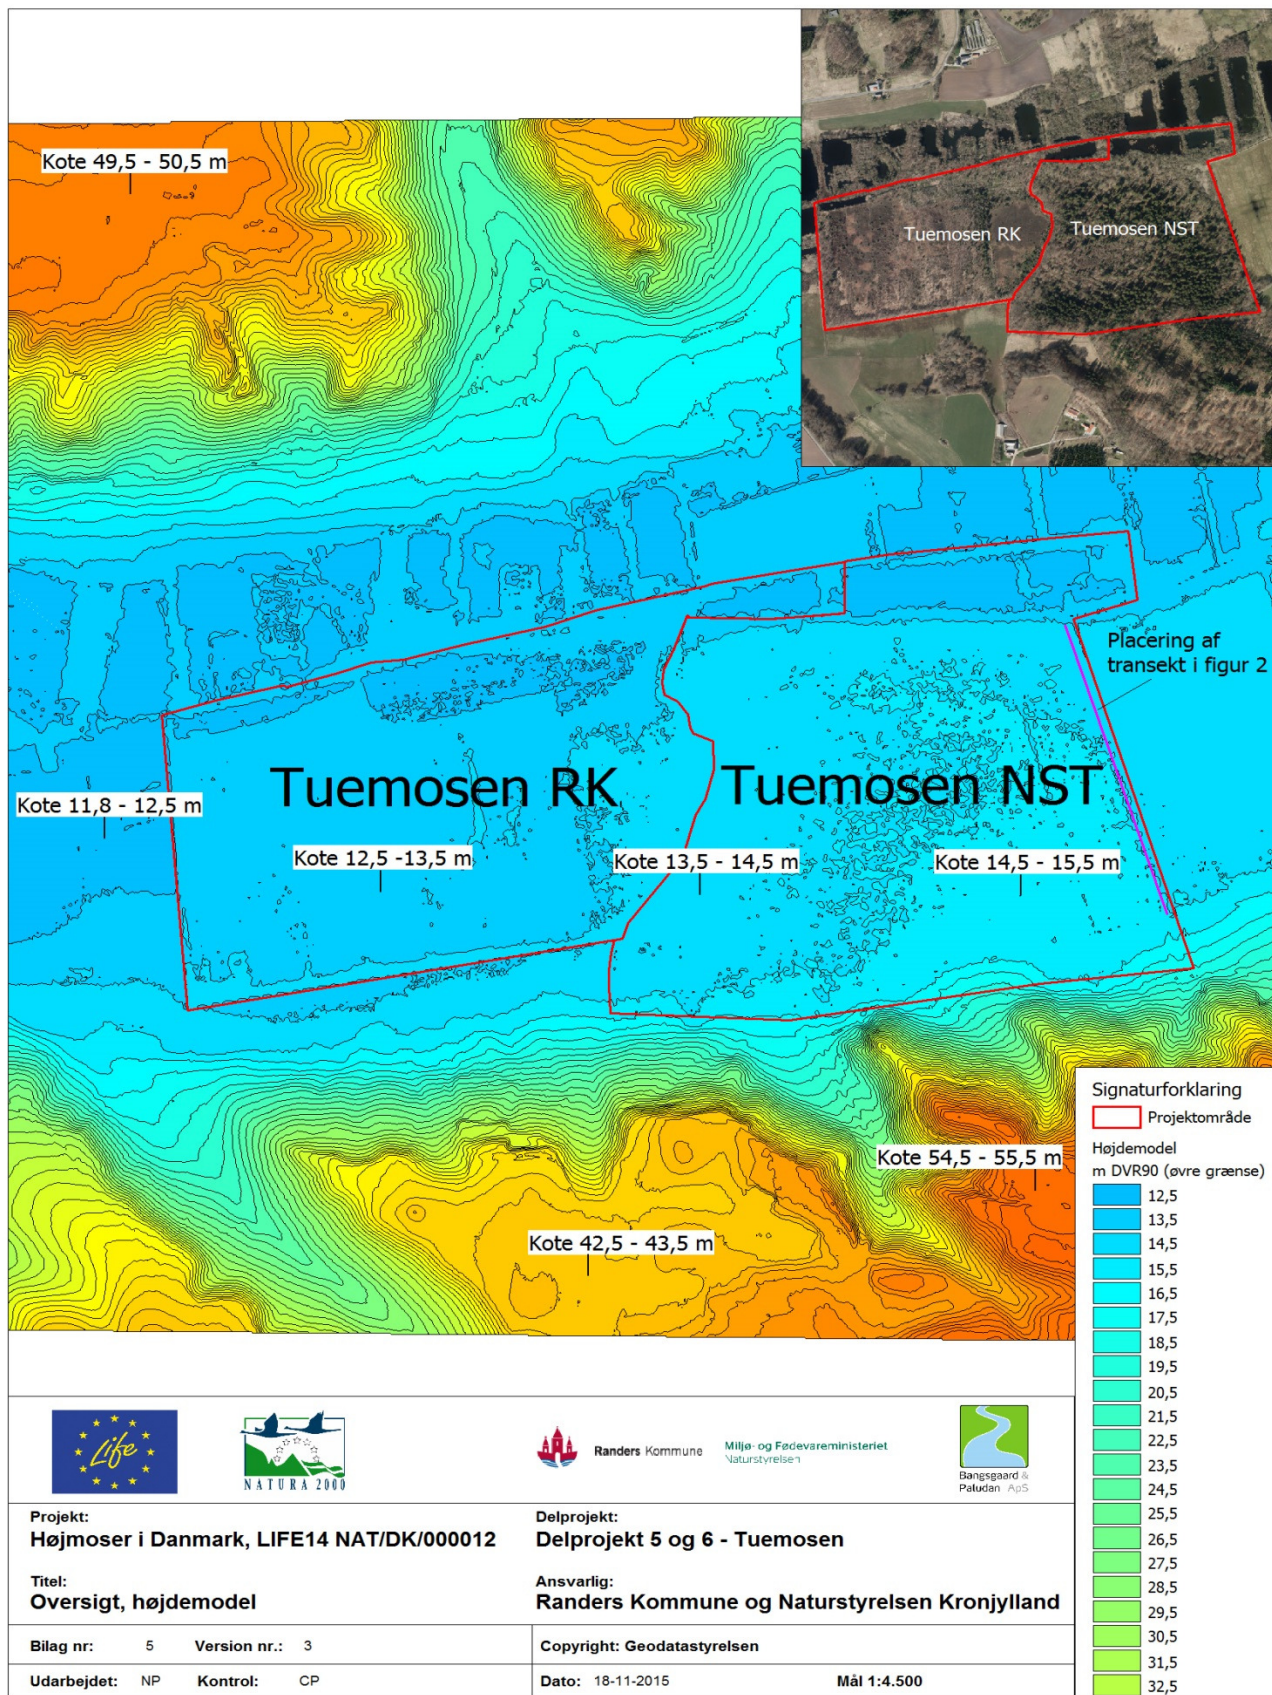 Kote 49,5 - 50,5 m
Tuemosen RK
Tuemosen NST
Placering af
transekt i figur 2
Tuemosen RK
Tuemosen NST
Kote 11,8 - 12,5 m
Kote 12,5 -13,5 m
Kote 13,5 - 14,5 m
Kote 14,5 - 15,5 m
Kote 54,5 - 55,5 m
Kote 42,5 - 43,5 m
Signaturforklaring
Projektområde
Højdemodel
m DVR90 (øvre grænse)
12,5
13,5
14,5
15,5
16,5
17,5
18,5
19,5
20,5
21,5
22,5
23,5
24,5
25,5
26,5
27,5
28,5
29,5
30,5
31,5
32,5
Life
NATURA 2000
Randers Kommune
Miljø- og Fødevareministeriet
Naturstyrelsen
Bangsgaard &
Paludan ApS
Projekt:
Højmoser i Danmark, LIFE14 NAT/DK/000012
Delprojekt:
Delprojekt 5 og 6 - Tuemosen
Titel:
Oversigt, højdemodel
Ansvarlig:
Randers Kommune og Naturstyrelsen Kronjylland
Bilag nr: 5 Version nr.: 3
Copyright: Geodatastyrelsen
Udarbejdet: NP Kontrol: CP
Dato: 18-11-2015 Mål 1:4.500